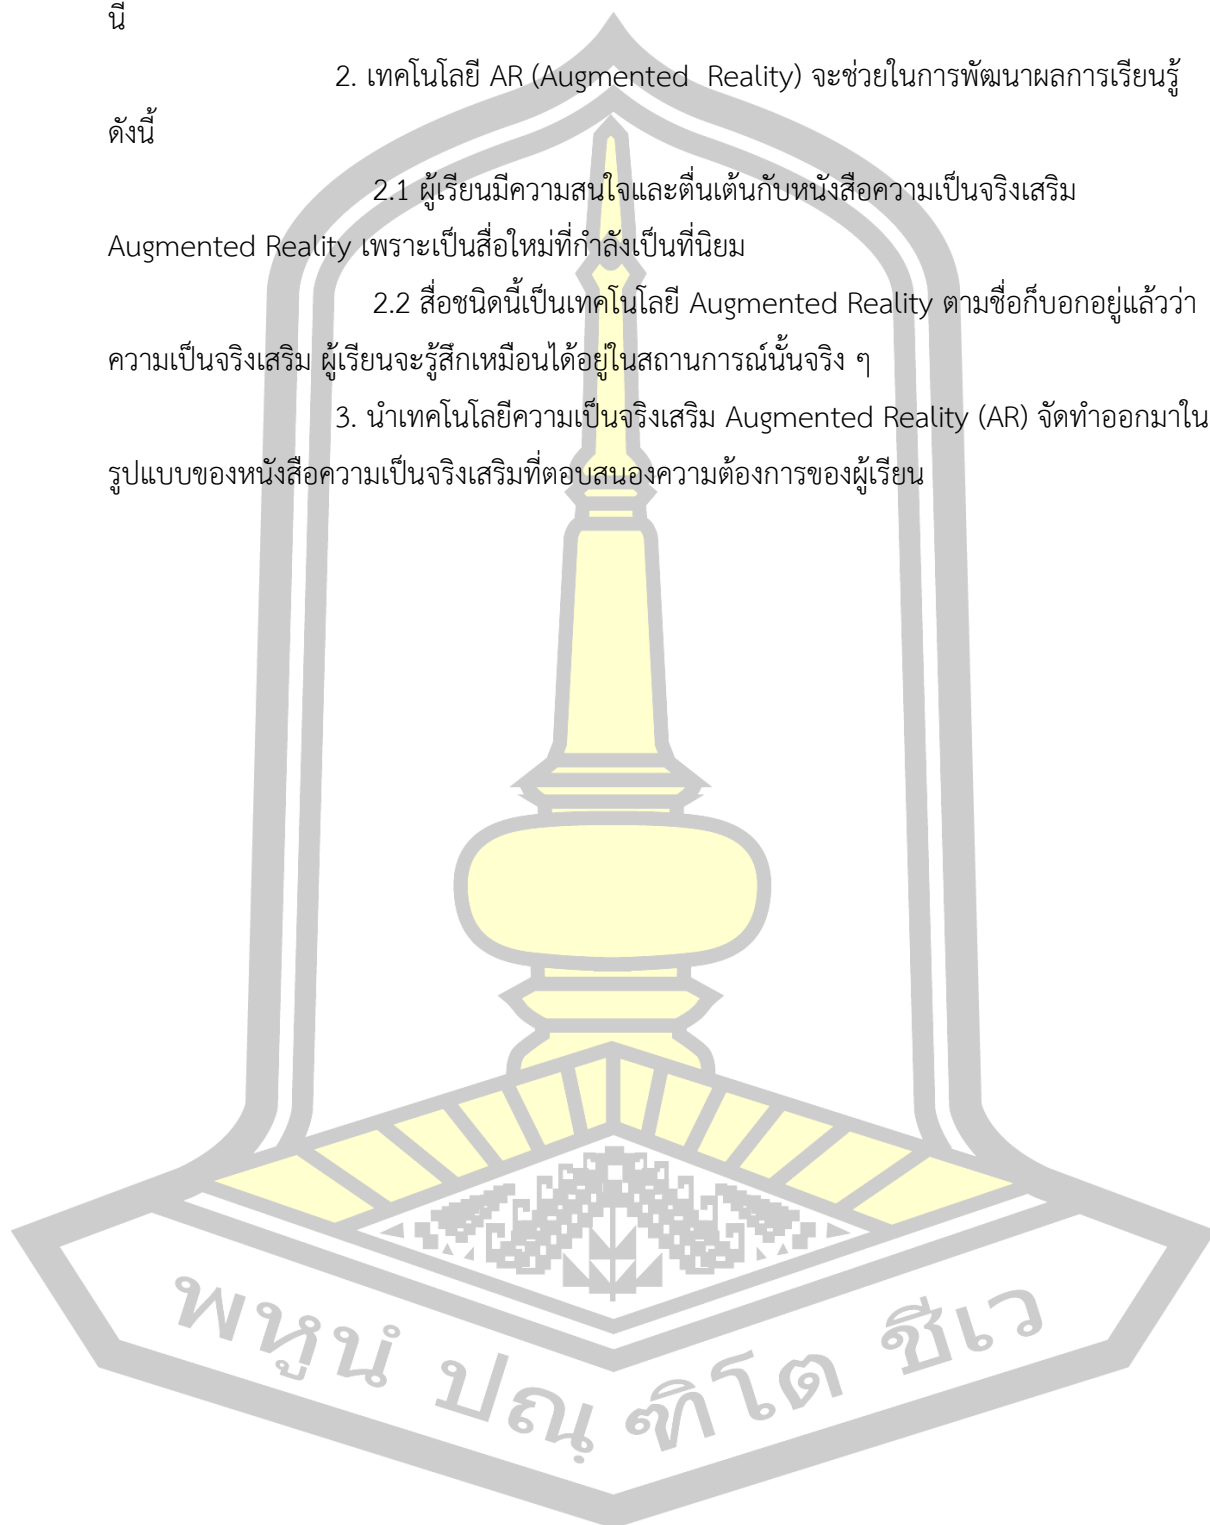 นี้
2. เทคโนโลยี AR (Augmented Reality) จะช่วยในการพัฒนาผลการเรียนรู้
ดังนี้
2.1 ผู้เรียนมีความสนใจและตื่นเต้นกับหนังสือความเป็นจริงเสริม
Augmented Reality เพราะเป็นสื่อใหม่ที่กำลังเป็นที่นิยม
2.2 สื่อชนิดนี้เป็นเทคโนโลยี Augmented Reality ตามชื่อก็บอกอยู่แล้วว่า
ความเป็นจริงเสริม ผู้เรียนจะรู้สึกเหมือนได้อยู่ในสถานการณ์นั้นจริง ๆ
3. นำเทคโนโลยีความเป็นจริงเสริม Augmented Reality (AR) จัดทำออกมาใน
รูปแบบของหนังสือความเป็นจริงเสริมที่ตอบสนองความต้องการของผู้เรียน
พหูนํ ปณฺฑิโต ชีเว